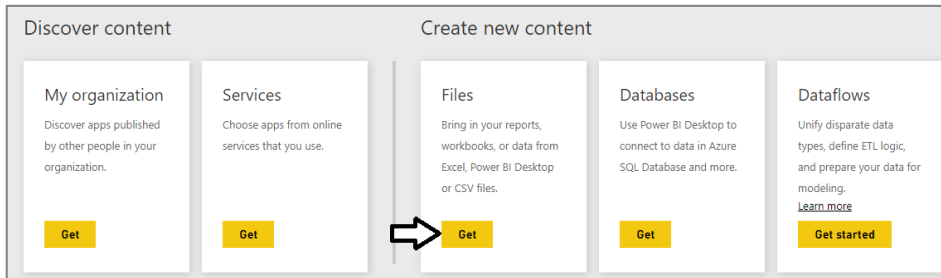 Discover content
My organization
Discover apps published
by other people in your
organization.
Get
Services
Choose apps from online
services that you use.
Get
Create new content
Files
Bring in your reports,
workbooks, or data from
Excel, Power BI Desktop
or CSV files.
Get
Databases
Use Power BI Desktop to
connect to data in Azure
SQL Database and more.
Get
Dataflows
Unify disparate data
types, define ETL logic,
and prepare your data for
modeling.
Learn more
Get started